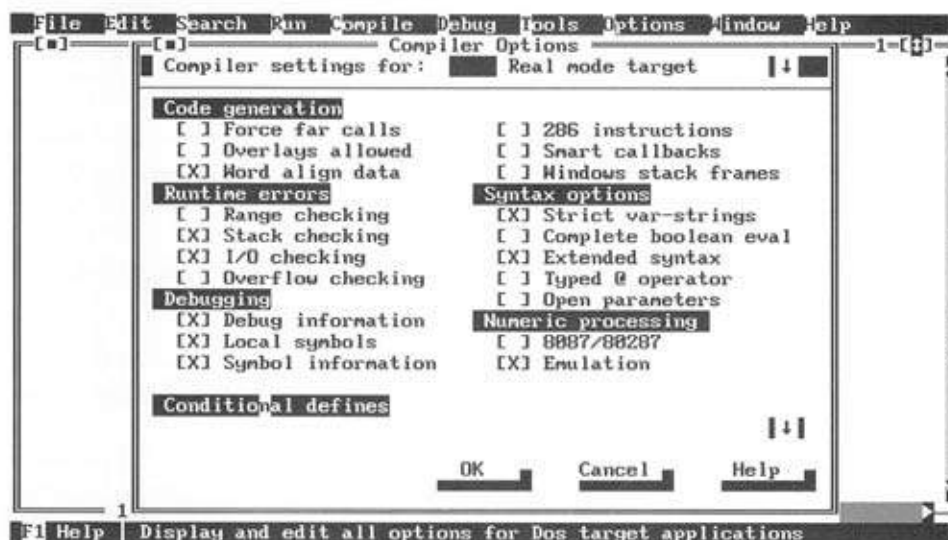 File Edit Search Run Compile Debug Tools Options Window Help
[■] [■] Compiler Options 1=[↕]
Compiler settings for: Real mode target ↓
Code generation
[ ] Force far calls [ ] 286 instructions
[ ] Overlays allowed [ ] Smart callbacks
[X] Word align data [ ] Windows stack frames
Runtime errors Syntax options
[ ] Range checking [X] Strict var-strings
[X] Stack checking [ ] Complete boolean eval
[X] I/O checking [X] Extended syntax
[ ] Overflow checking [ ] Typed @ operator
Debugging [ ] Open parameters
[X] Debug information Numeric processing
[X] Local symbols [ ] 8087/80287
[X] Symbol information [X] Emulation
Conditional defines
↓
OK Cancel Help
1
F1 Help | Display and edit all options for Dos target applications